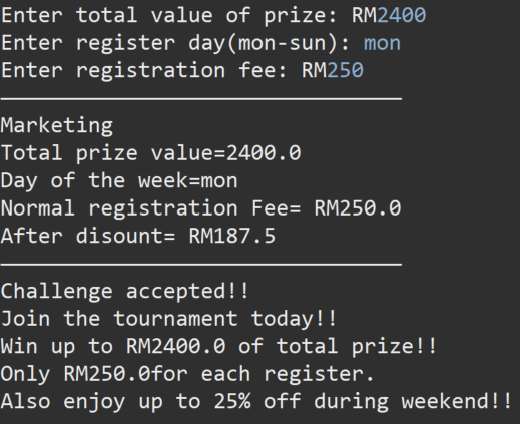 Enter total value of prize: RM2400
Enter register day(mon-sun): mon
Enter registration fee: RM250
Marketing
Total prize value=2400.0
Day of the week=mon
Normal registration Fee= RM250.0
After disount= RM187.5
Challenge accepted!!
Join the tournament today!!
Win up to RM2400.0 of total prize!!
Only RM250.0for each register.
Also enjoy up to 25% off during weekend!!